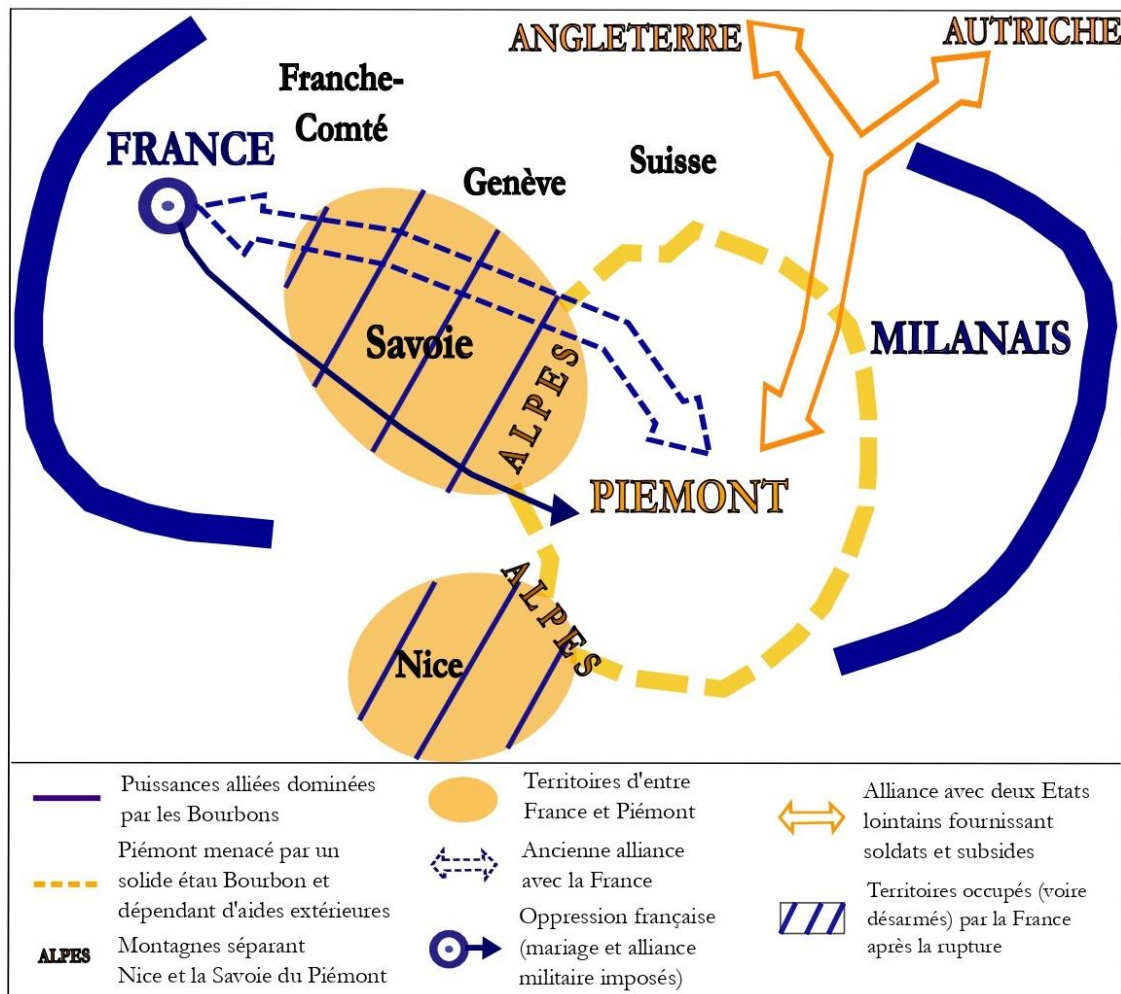 ANGLETERRE
AUTRICHE
Franche-
Comté
FRANCE
Genève
Suisse
Savoie
ALPES
MILANAIS
PIEMONT
ALPES
Nice
Puissances alliées dominées
par les Bourbons
Piémont menacé par un
solide étau Bourbon et
dépendant d'aides extérieures
ALPES
Montagnes séparant
Nice et la Savoie du Piémont
Territoires d'entre
France et Piémont
Ancienne alliance
avec la France
Oppression française
(mariage et alliance
militaire imposés)
Alliance avec deux Etats
lointains fournissant
soldats et subsides
Territoires occupés (voire
désarmés) par la France
après la rupture